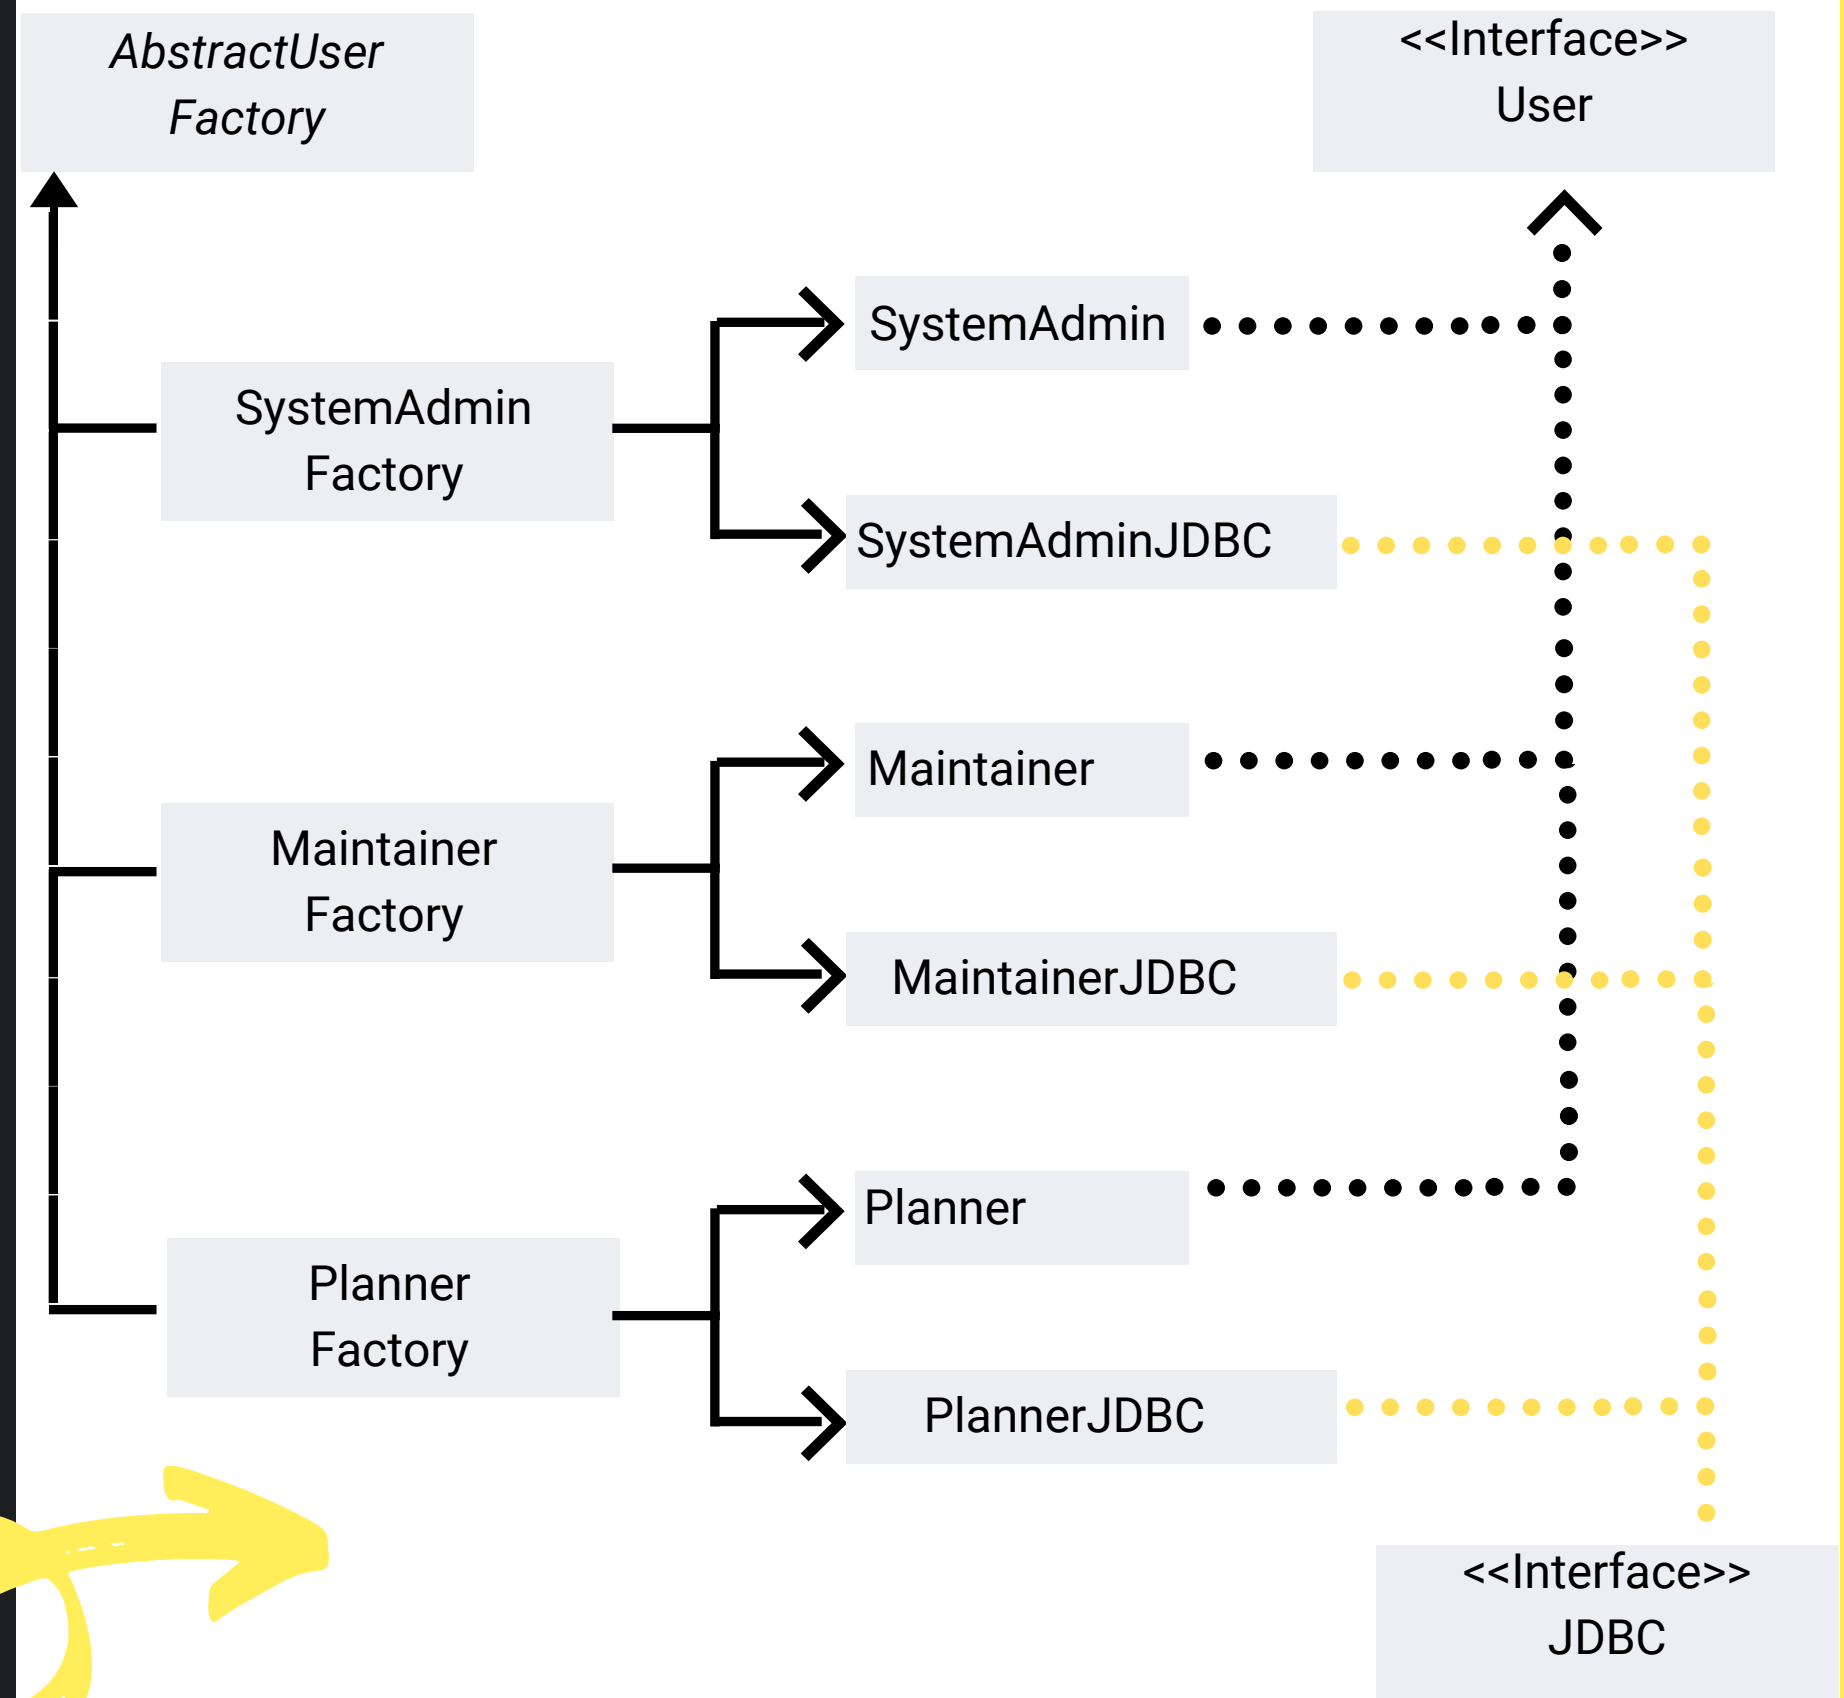 AbstractUser
Factory
<<Interface>>
User
SystemAdmin
SystemAdmin
Factory
SystemAdminJDBC
Maintainer
Maintainer
Factory
MaintainerJDBC
Planner
Planner
Factory
PlannerJDBC
<<Interface>>
JDBC